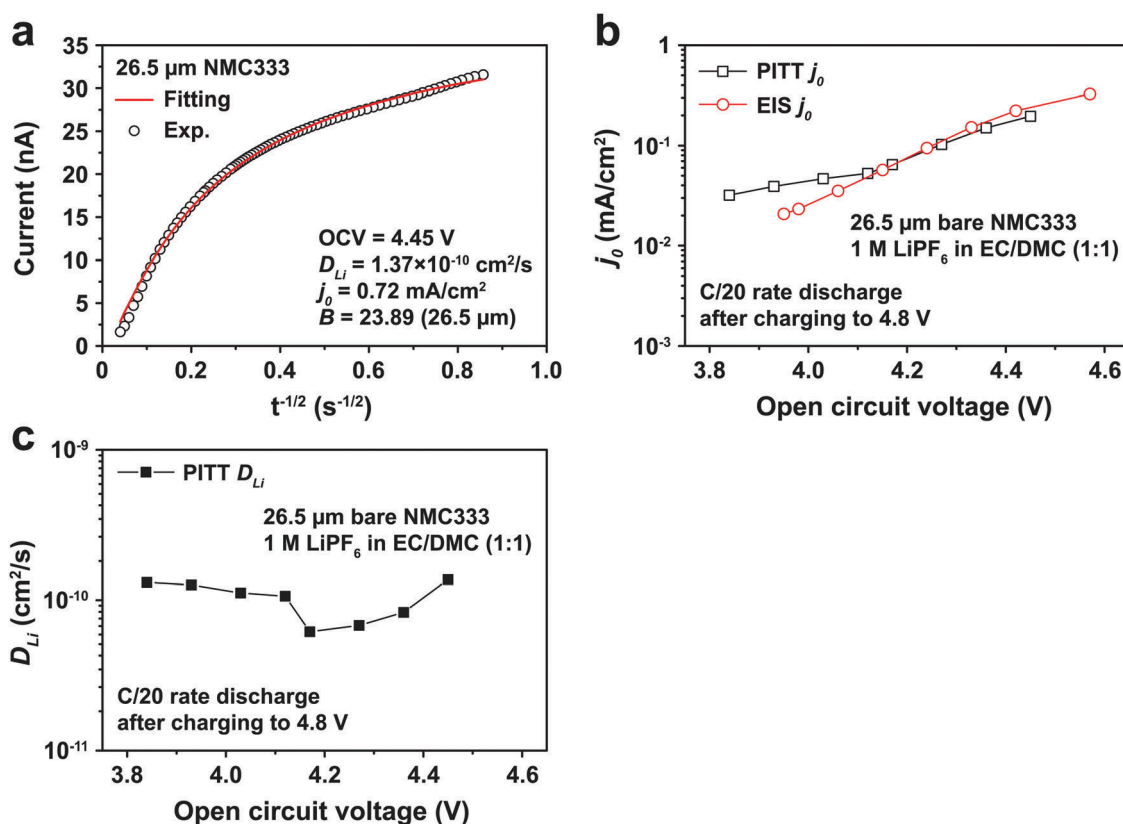 a
35
30
25
20
15
10
5
0
Current (nA)
26.5 µm NMC333
Fitting
Exp.
OCV = 4.45 V
D_Li = 1.37×10⁻¹⁰ cm²/s
j₀ = 0.72 mA/cm²
B = 23.89 (26.5 µm)
0
0.2
0.4
0.6
0.8
1.0
t⁻¹/² (s⁻¹/²)
b
1
10⁻¹
10⁻²
10⁻³
j₀ (mA/cm²)
PITT j₀
EIS j₀
26.5 µm bare NMC333
1 M LiPF₆ in EC/DMC (1:1)
C/20 rate discharge
after charging to 4.8 V
3.8
4.0
4.2
4.4
4.6
Open circuit voltage (V)
c
10⁻⁹
10⁻¹⁰
10⁻¹¹
D_Li (cm²/s)
PITT D_Li
26.5 µm bare NMC333
1 M LiPF₆ in EC/DMC (1:1)
C/20 rate discharge
after charging to 4.8 V
3.8
4.0
4.2
4.4
4.6
Open circuit voltage (V)